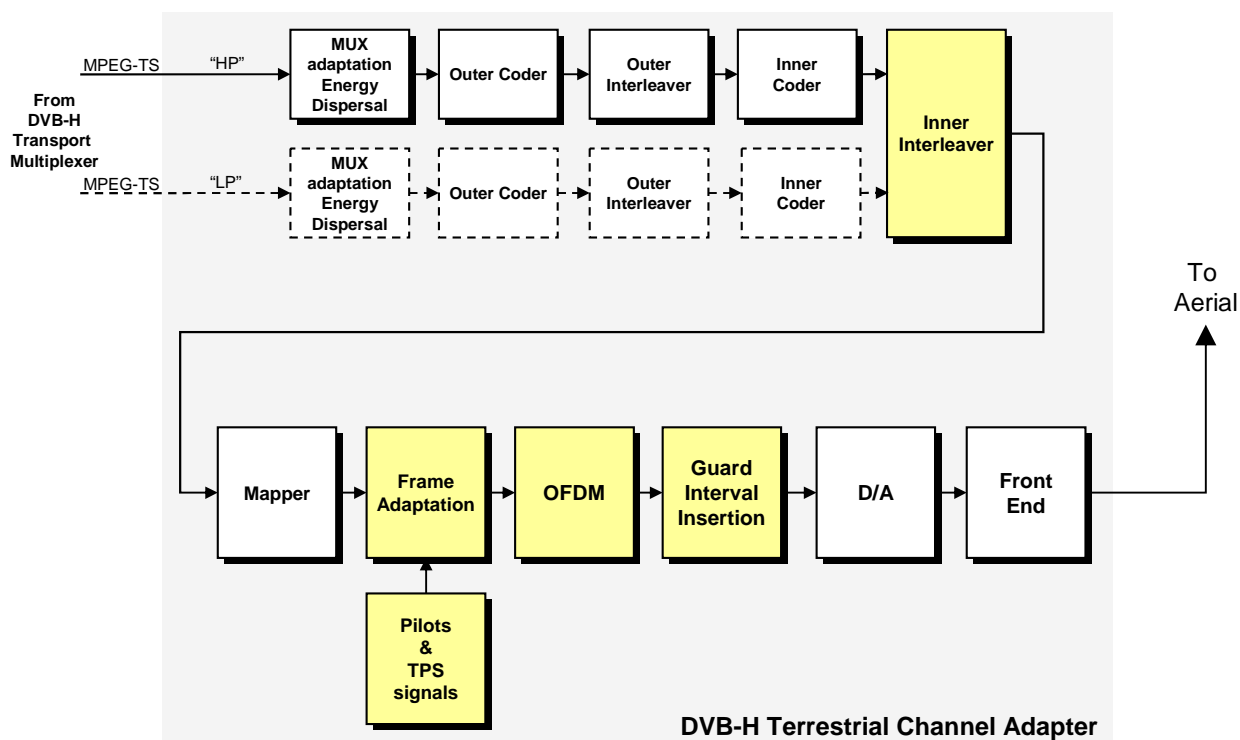 From
DVB-H
Transport
Multiplexer
MPEG-TS
“HP”
MUX
adaptation
Energy
Dispersal
Outer Coder
Outer
Interleaver
Inner
Coder
Inner
Interleaver
MPEG-TS
“LP”
MUX
adaptation
Energy
Dispersal
Outer Coder
Outer
Interleaver
Inner
Coder
To
Aerial
Mapper
Frame
Adaptation
OFDM
Guard
Interval
Insertion
D/A
Front
End
Pilots
&
TPS
signals
DVB-H Terrestrial Channel Adapter